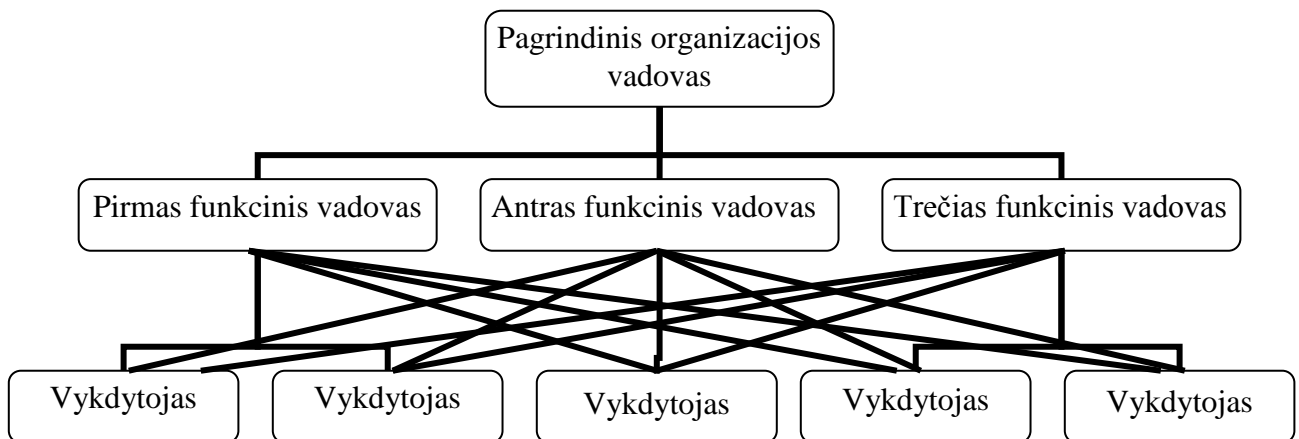 Pagrindinis organizacijos
vadovas
Pirmas funkcinis vadovas
Antras funkcinis vadovas
Trečias funkcinis vadovas
Vykdytojas
Vykdytojas
Vykdytojas
Vykdytojas
Vykdytojas